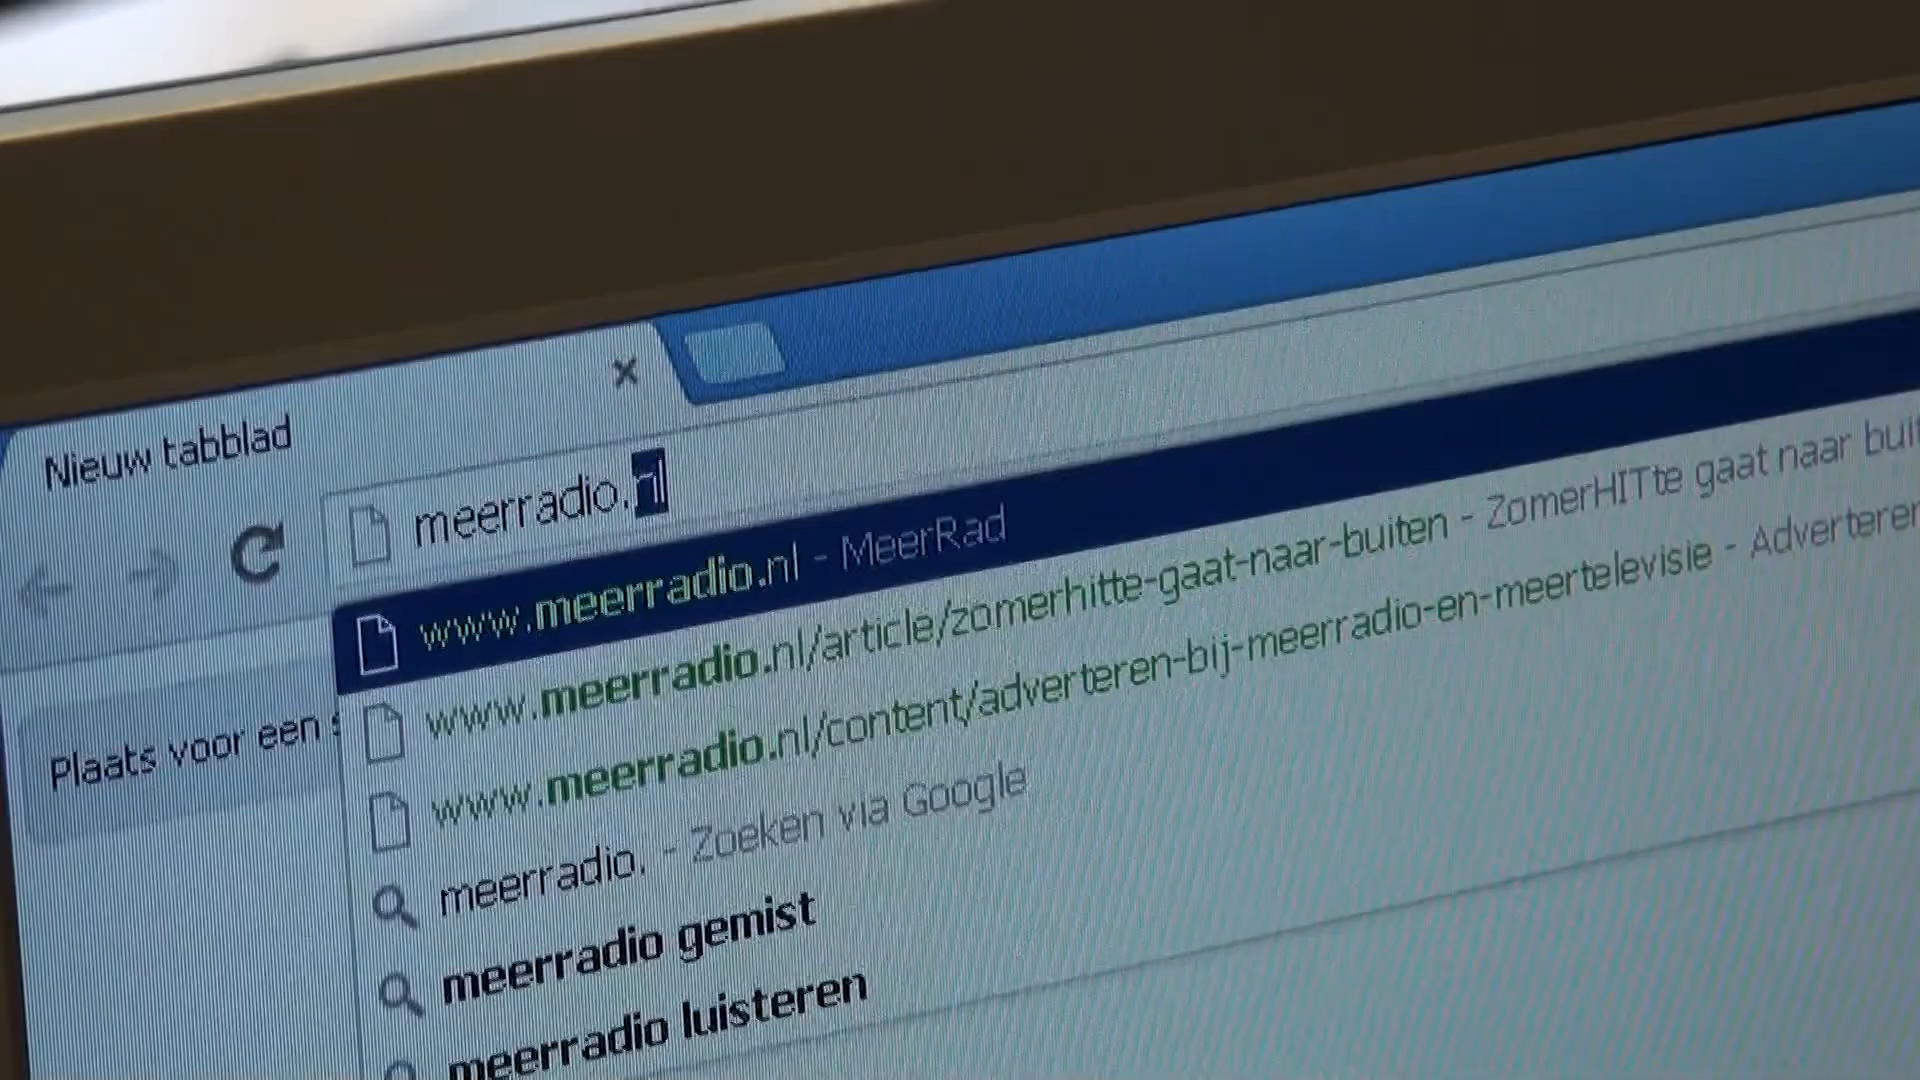 Nieuw tabblad
meerradio.nl
www.meerradio.nl - MeerRad
www.meerradio.nl/article/zomerhitte-gaat-naar-buiten - ZomerHITte gaat naar
www.meerradio.nl/content/adverteren-bij-meerradio-en-meertelevisie -
Plaats voor een
meerradio. - Zoeken via Google
meerradio gemist
meerradio luisteren